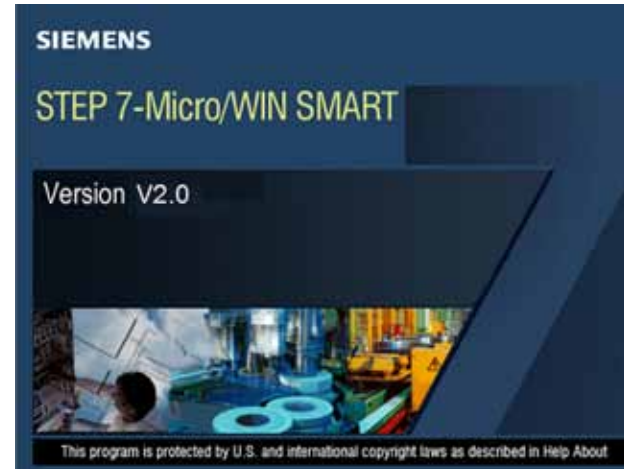 SIEMENS
STEP 7-Micro/WIN SMART
Version V2.0
This program is protected by U.S. and international copyright laws as described in Help About